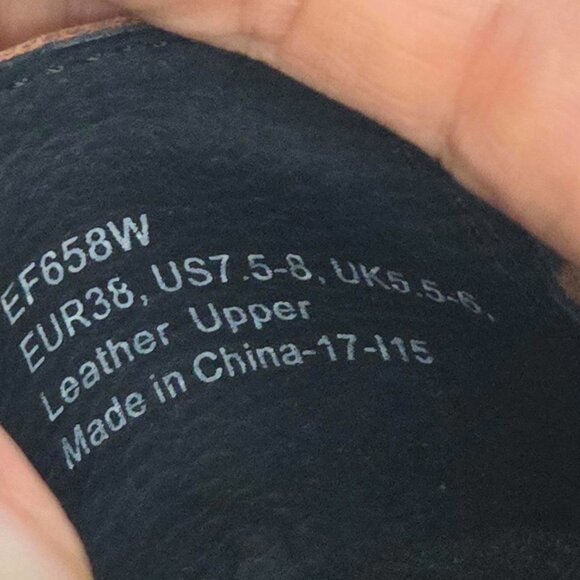 EF658W
EUR38, US7.5-8, UK5.5-6,
Leather Upper
Made in China-17-I15